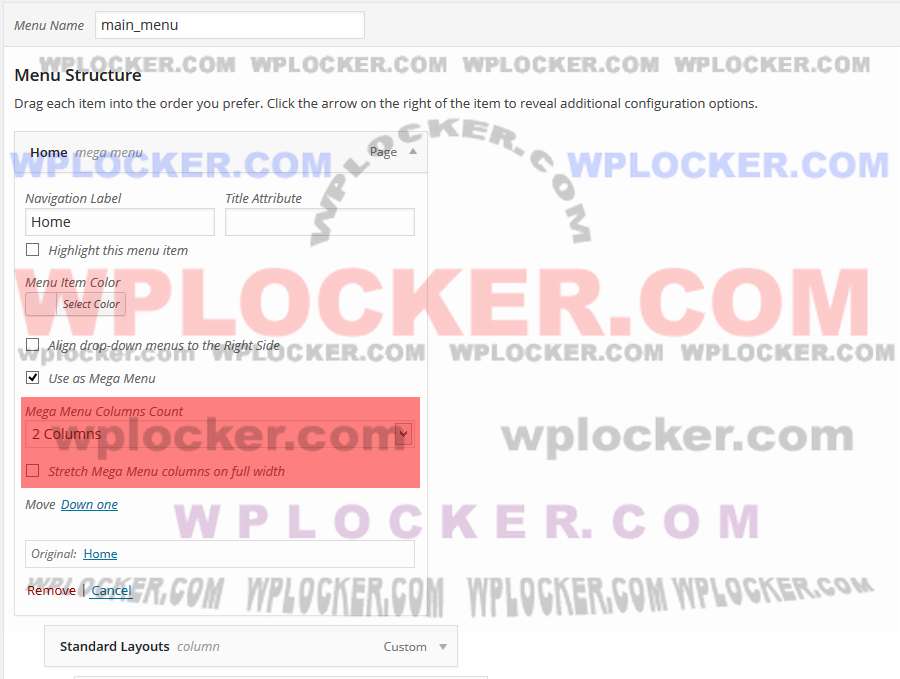 Menu Name main_menu
WPLOCKER.COM WPLOCKER.COM WPLOCKER.COM WPLOCKER.COM
Menu Structure
Drag each item into the order you prefer. Click the arrow on the right of the item to reveal additional configuration options.
WPLOCKER.COM
Home mega menu Page
WPLOCKER.COM WPLOCKER.COM
Navigation Label Title Attribute
Home
Highlight this menu item
Menu Item Color
WPLOCKER.COM
Select Color
Align drop-down menus to the Right Side
wplocker.com WPLOCKER.COM WPLOCKER.COM WPLOCKER.COM
Use as Mega Menu
Mega Menu Columns Count
2 Columns
wplocker.com wplocker.com
Stretch Mega Menu columns on full width
Move Down one
WPLOCKER.COM
Original: Home
Remove | Cancel
WPLOCKER.COM WPLOCKER.COM WPLOCKER.COM WPLOCKER.COM
Standard Layouts column Custom